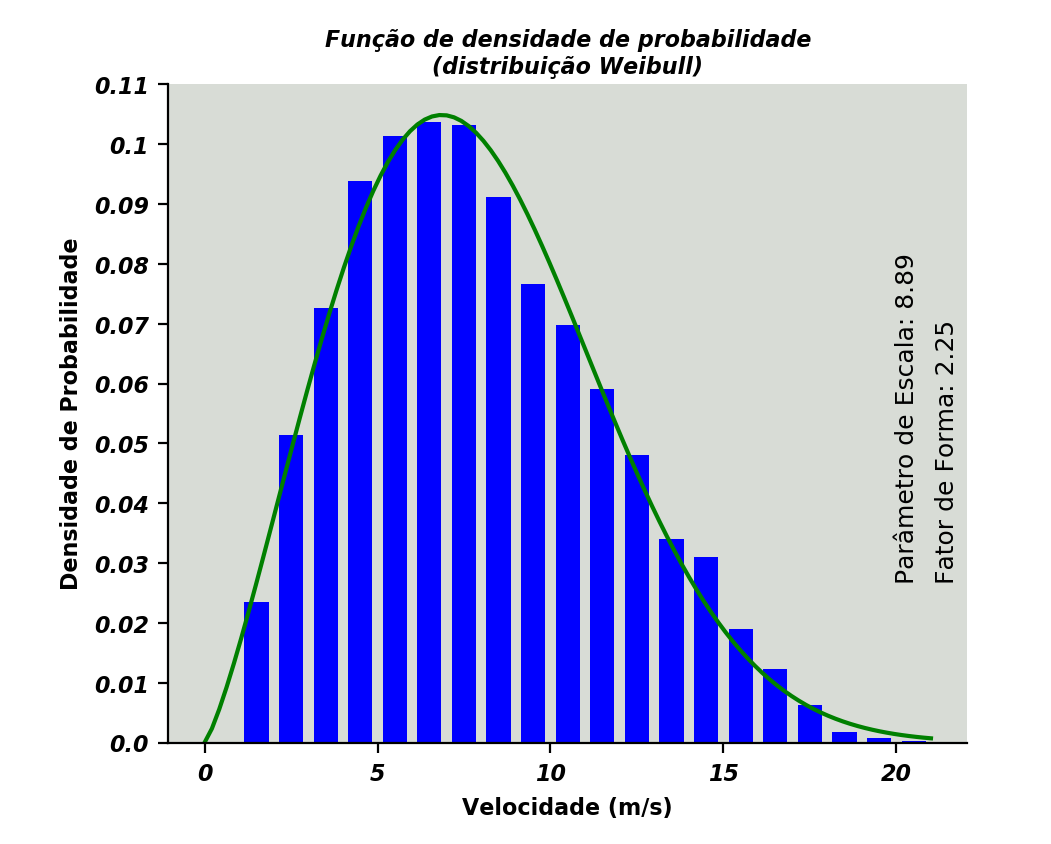 Função de densidade de probabilidade
(distribuição Weibull)
0.11
0.1
0.09
0.08
0.07
0.06
0.05
0.04
0.03
0.02
0.01
0.0
Densidade de Probabilidade
Parâmetro de Escala: 8.89
Fator de Forma: 2.25
0 5 10 15 20
Velocidade (m/s)